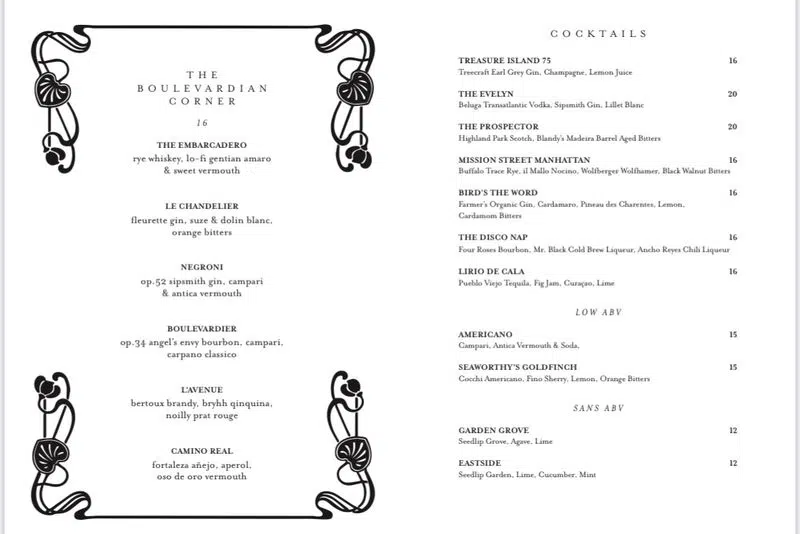 THE
BOULEVARDIAN
CORNER
16
THE EMBARCADERO
rye whiskey, lo-fi gentian amaro
& sweet vermouth
LE CHANDELIER
fleurette gin, suze & dolin blanc,
orange bitters
NEGRONI
op.52 sipsmith gin, campari
& antica vermouth
BOULEVARDIER
op.34 angel's envy bourbon, campari,
carpano classico
L'AVENUE
bertoux brandy, bryhh qinquina,
noilly prat rouge
CAMINO REAL
fortaleza añejo, aperol,
oso de oro vermouth
COCKTAILS
TREASURE ISLAND 75 16
Treecraft Earl Grey Gin, Champagne, Lemon Juice
THE EVELYN 20
Beluga Transatlantic Vodka, Sipsmith Gin, Lillet Blanc
THE PROSPECTOR 20
Highland Park Scotch, Blandy's Madeira Barrel Aged Bitters
MISSION STREET MANHATTAN 16
Buffalo Trace Rye, il Mallo Nocino, Wolfberger Wolfhamer, Black Walnut Bitters
BIRD'S THE WORD 16
Farmer's Organic Gin, Cardamaro, Pineau des Charentes, Lemon,
Cardamom Bitters
THE DISCO NAP 16
Four Roses Bourbon, Mr. Black Cold Brew Liqueur, Ancho Reyes Chili Liqueur
LIRIO DE CALA 16
Pueblo Viejo Tequila, Fig Jam, Curaçao, Lime
LOW ABV
AMERICANO 15
Campari, Antica Vermouth & Soda,
SEAWORTHY'S GOLDFINCH 15
Cocchi Americano, Fino Sherry, Lemon, Orange Bitters
SANS ABV
GARDEN GROVE 12
Seedlip Grove, Agave, Lime
EASTSIDE 12
Seedlip Garden, Lime, Cucumber, Mint